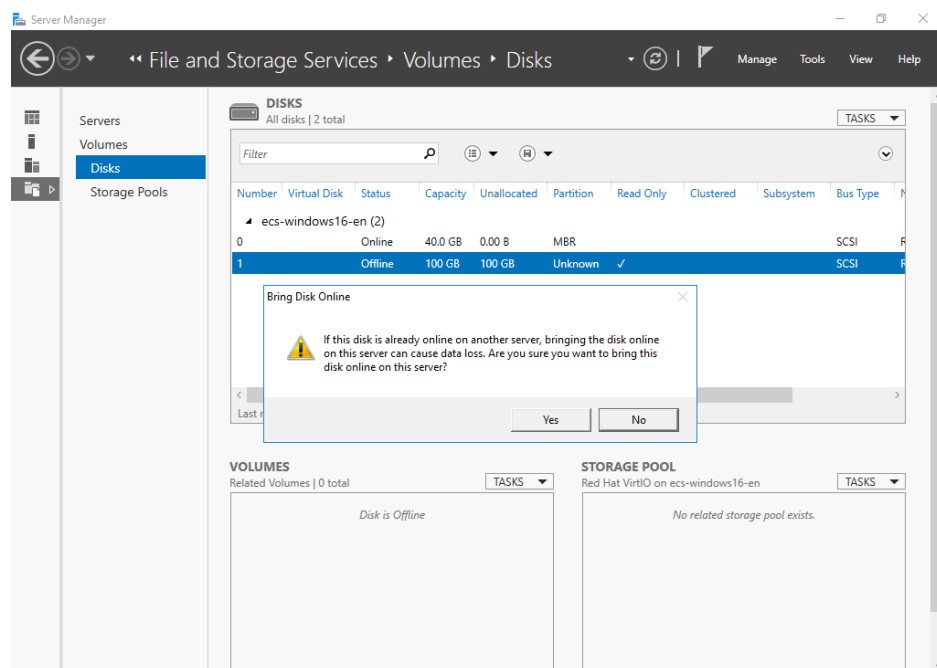 Server Manager
File and Storage Services ‣ Volumes ‣ Disks
Manage Tools View Help
Servers
Volumes
Disks
Storage Pools
DISKS
All disks | 2 total
TASKS
Filter
Number Virtual Disk Status Capacity Unallocated Partition Read Only Clustered Subsystem Bus Type
ecs-windows16-en (2)
0 Online 40.0 GB 0.00 B MBR SCSI
1 Offline 100 GB 100 GB Unknown ✓ SCSI
Bring Disk Online
If this disk is already online on another server, bringing the disk online
on this server can cause data loss. Are you sure you want to bring this
disk online on this server?
Yes No
Last
VOLUMES
Related Volumes | 0 total
TASKS
Disk is Offline
STORAGE POOL
Red Hat VirtIO on ecs-windows16-en
TASKS
No related storage pool exists.